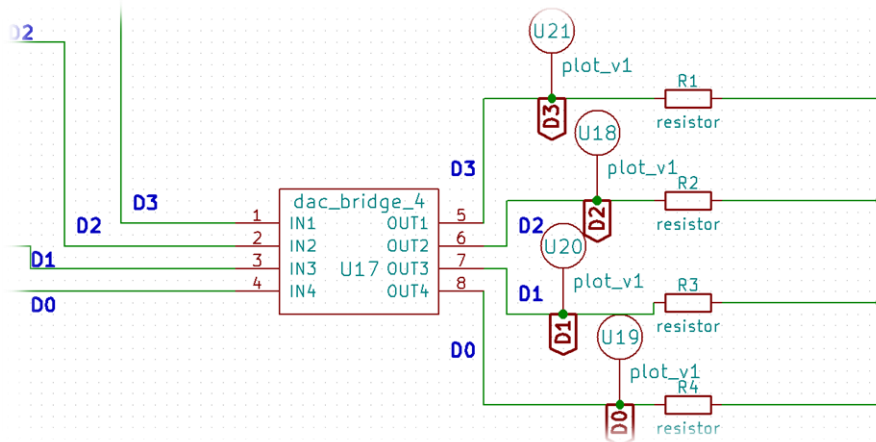 U21
D2
plot_v1
R1
D3
U18
resistor
plot_v1
D3
dac_bridge_4
R2
D3
1
IN1
OUT1
5
D2
D2
resistor
D2
2
IN2
OUT2
6
U20
D1
3
IN3
U17
OUT3
7
plot_v1
R3
D0
4
IN4
OUT4
8
D1
D1
U19
resistor
D0
plot_v1
R4
D0
resistor